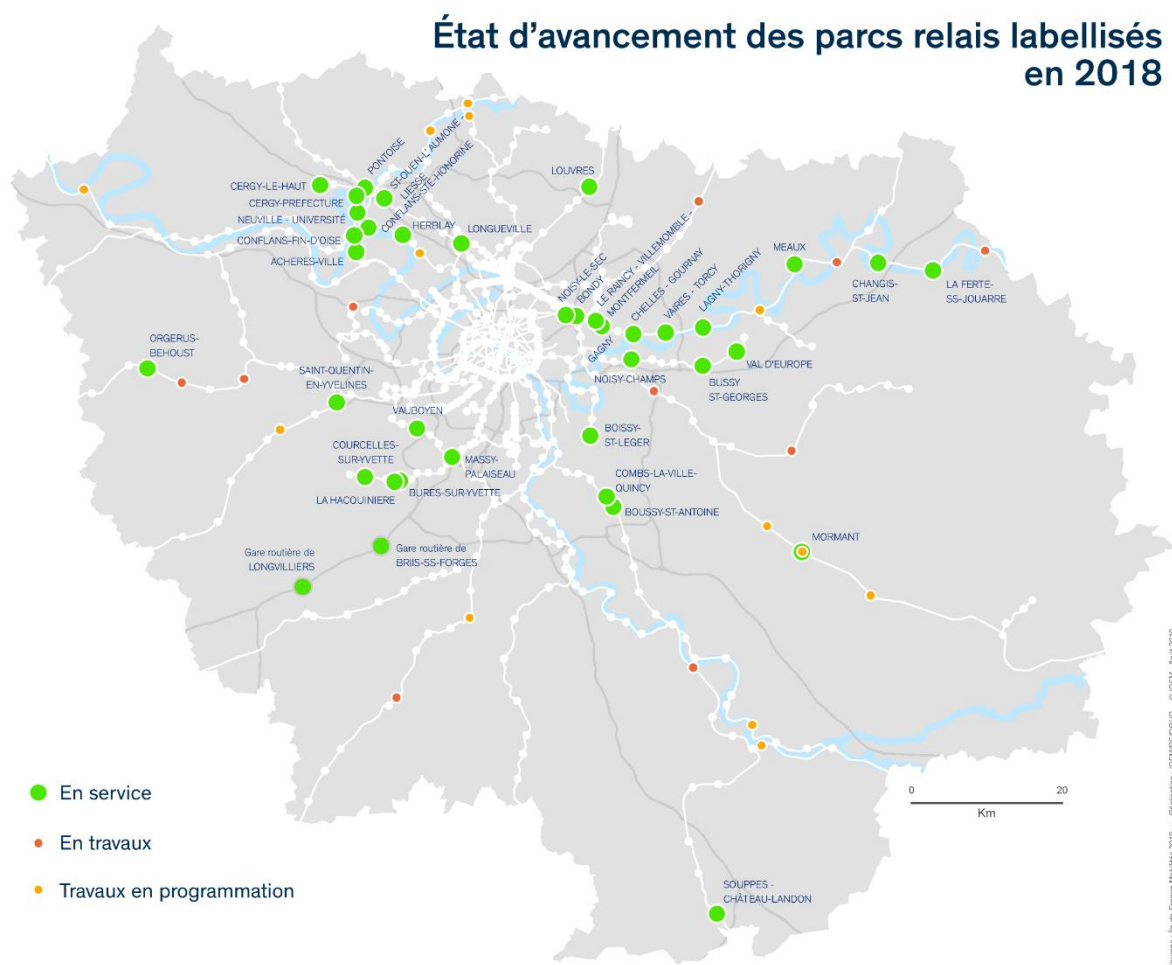 État d'avancement des parcs relais labellisés
en 2018
PONTOISE
ST-OUEN-L'AUMONE -
LIESSE
CONFLANS-STE-HONORINE
CERGY-LE-HAUT
CERGY-PREFECTURE
NEUVILLE - UNIVERSITÉ
CONFLANS-FIN-D'OISE
ACHERES-VILLE
HERBLAY
LONGUEVILLE
LOUVRES
NOISY-LE-SEC
BONDY
LE RAINCY - VILLEMOMBLE -
MONTFERMEIL
GAGNY
CHELLES - GOURNAY
VAIRES - TORCY
LAGNY-THORIGNY
MEAUX
CHANGIS-
ST-JEAN
LA FERTE-
SS-JOUARRE
NOISY-CHAMPS
BUSSY
ST-GEORGES
VAL D'EUROPE
ORGERUS-
BEHOUST
SAINT-QUENTIN-
EN-YVELINES
VAUBOYEN
COURCELLES-
SUR-YVETTE
MASSY-
PALAISEAU
LA HACQUINIERE
BURES-SUR-YVETTE
BOISSY-
ST-LEGER
COMBS-LA-VILLE-
QUINCY
BOUSSY-ST-ANTOINE
MORMANT
Gare routière de
LONGVILLIERS
Gare routière de
BRIIS-SS-FORGES
SOUPPES -
CHÂTEAU-LANDON
En service
En travaux
Travaux en programmation
0 20
Km